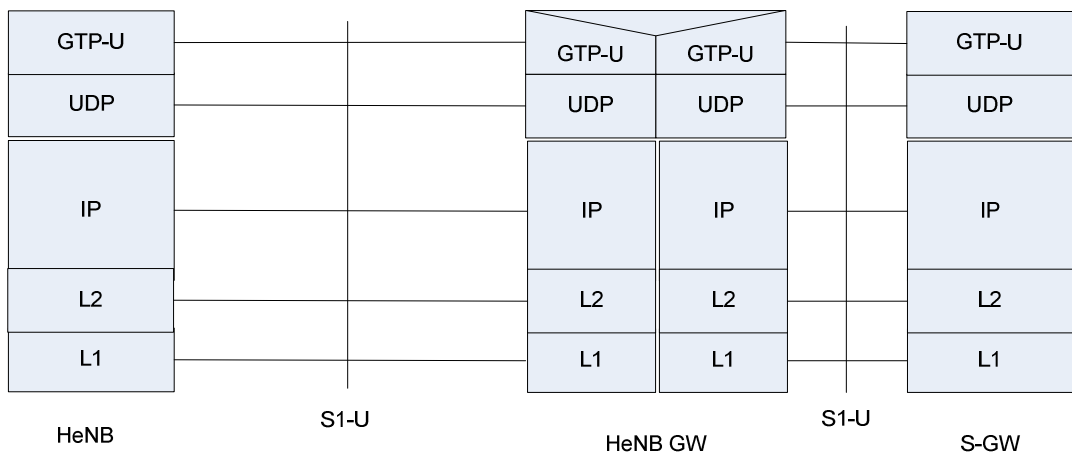 GTP-U GTP-U GTP-U GTP-U
UDP UDP UDP UDP
IP IP IP IP
L2 L2 L2 L2
L1 L1 L1 L1
S1-U S1-U
HeNB HeNB GW S-GW